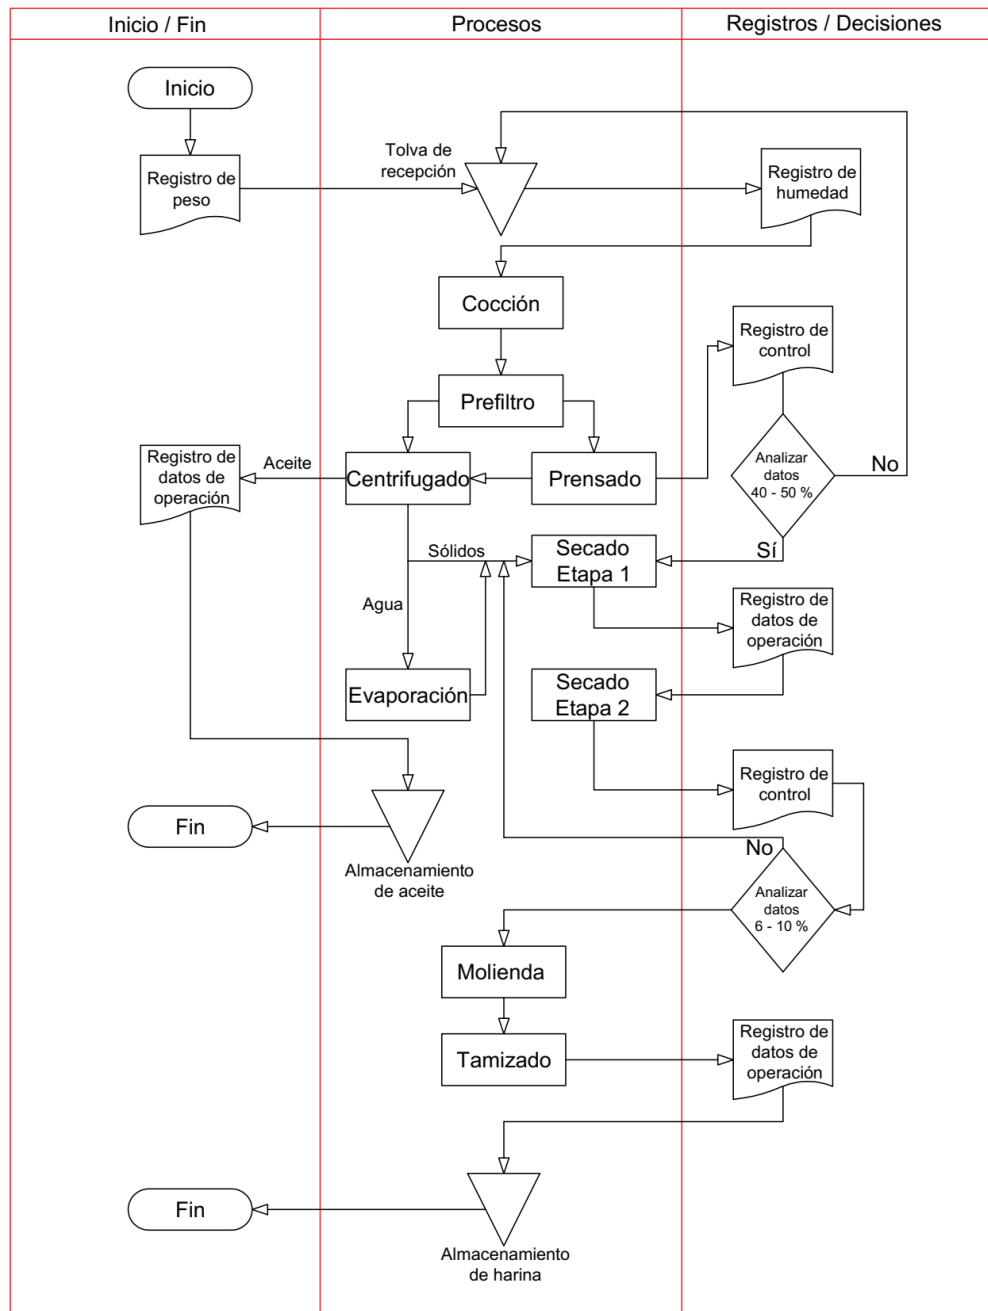 Inicio / Fin
Procesos
Registros / Decisiones
Inicio
Tolva de
recepción
Registro de
peso
Registro de
humedad
Cocción
Registro de
control
Prefiltro
Registro de
datos de
operación
Aceite
Centrifugado
Prensado
Analizar
datos
40 - 50 %
No
Sí
Sólidos
Secado
Etapa 1
Agua
Registro de
datos de
operación
Evaporación
Secado
Etapa 2
Registro de
control
Fin
Almacenamiento
de aceite
No
Analizar
datos
6 - 10 %
Molienda
Tamizado
Registro de
datos de
operación
Fin
Almacenamiento
de harina